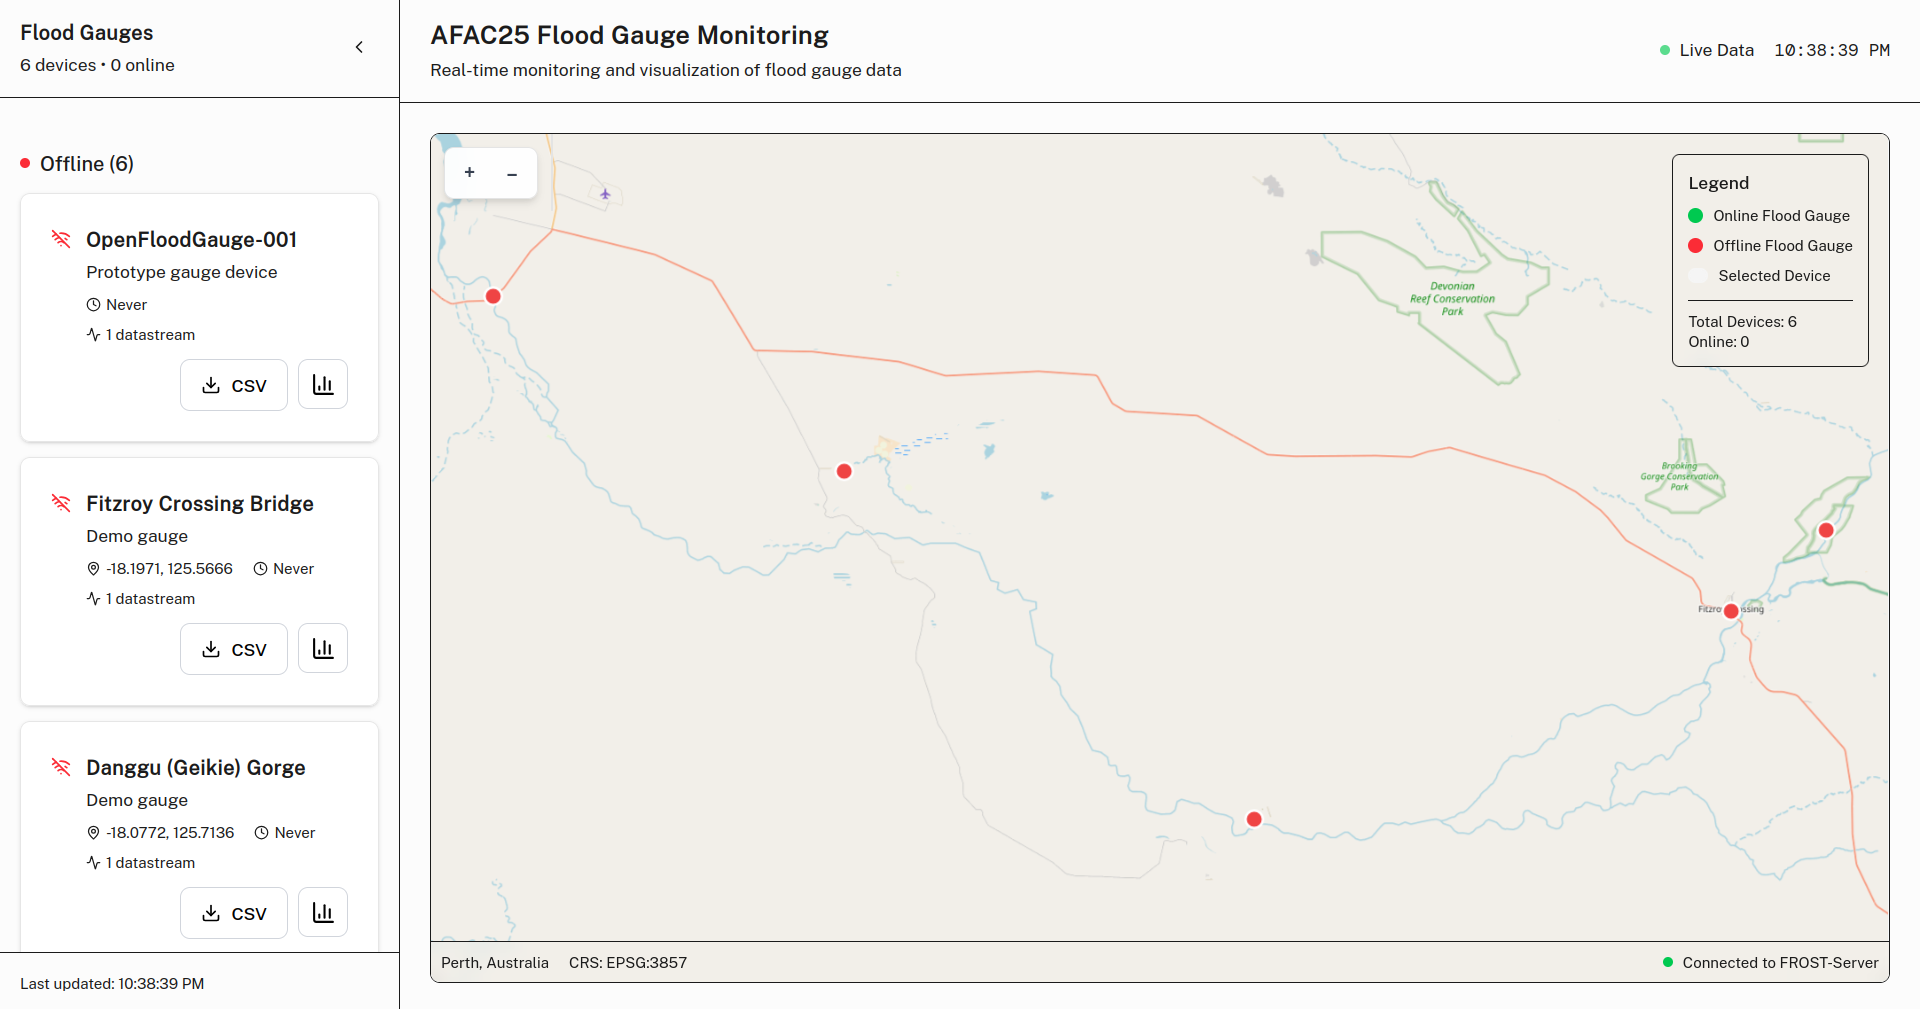 Flood Gauges
6 devices • 0 online
Offline (6)
OpenFloodGauge-001
Prototype gauge device
Never
1 datastream
CSV
Fitzroy Crossing Bridge
Demo gauge
-18.1971, 125.5666 Never
1 datastream
CSV
Danggu (Geikie) Gorge
Demo gauge
-18.0772, 125.7136 Never
1 datastream
CSV
Last updated: 10:38:39 PM
AFAC25 Flood Gauge Monitoring
Real-time monitoring and visualization of flood gauge data
Live Data 10:38:39 PM
+ −
Devonian
Reef Conservation
Park
Brooking
Gorge Conservation
Park
Legend
Online Flood Gauge
Offline Flood Gauge
Selected Device
Total Devices: 6
Online: 0
Perth, Australia CRS: EPSG:3857
Connected to FROST-Server